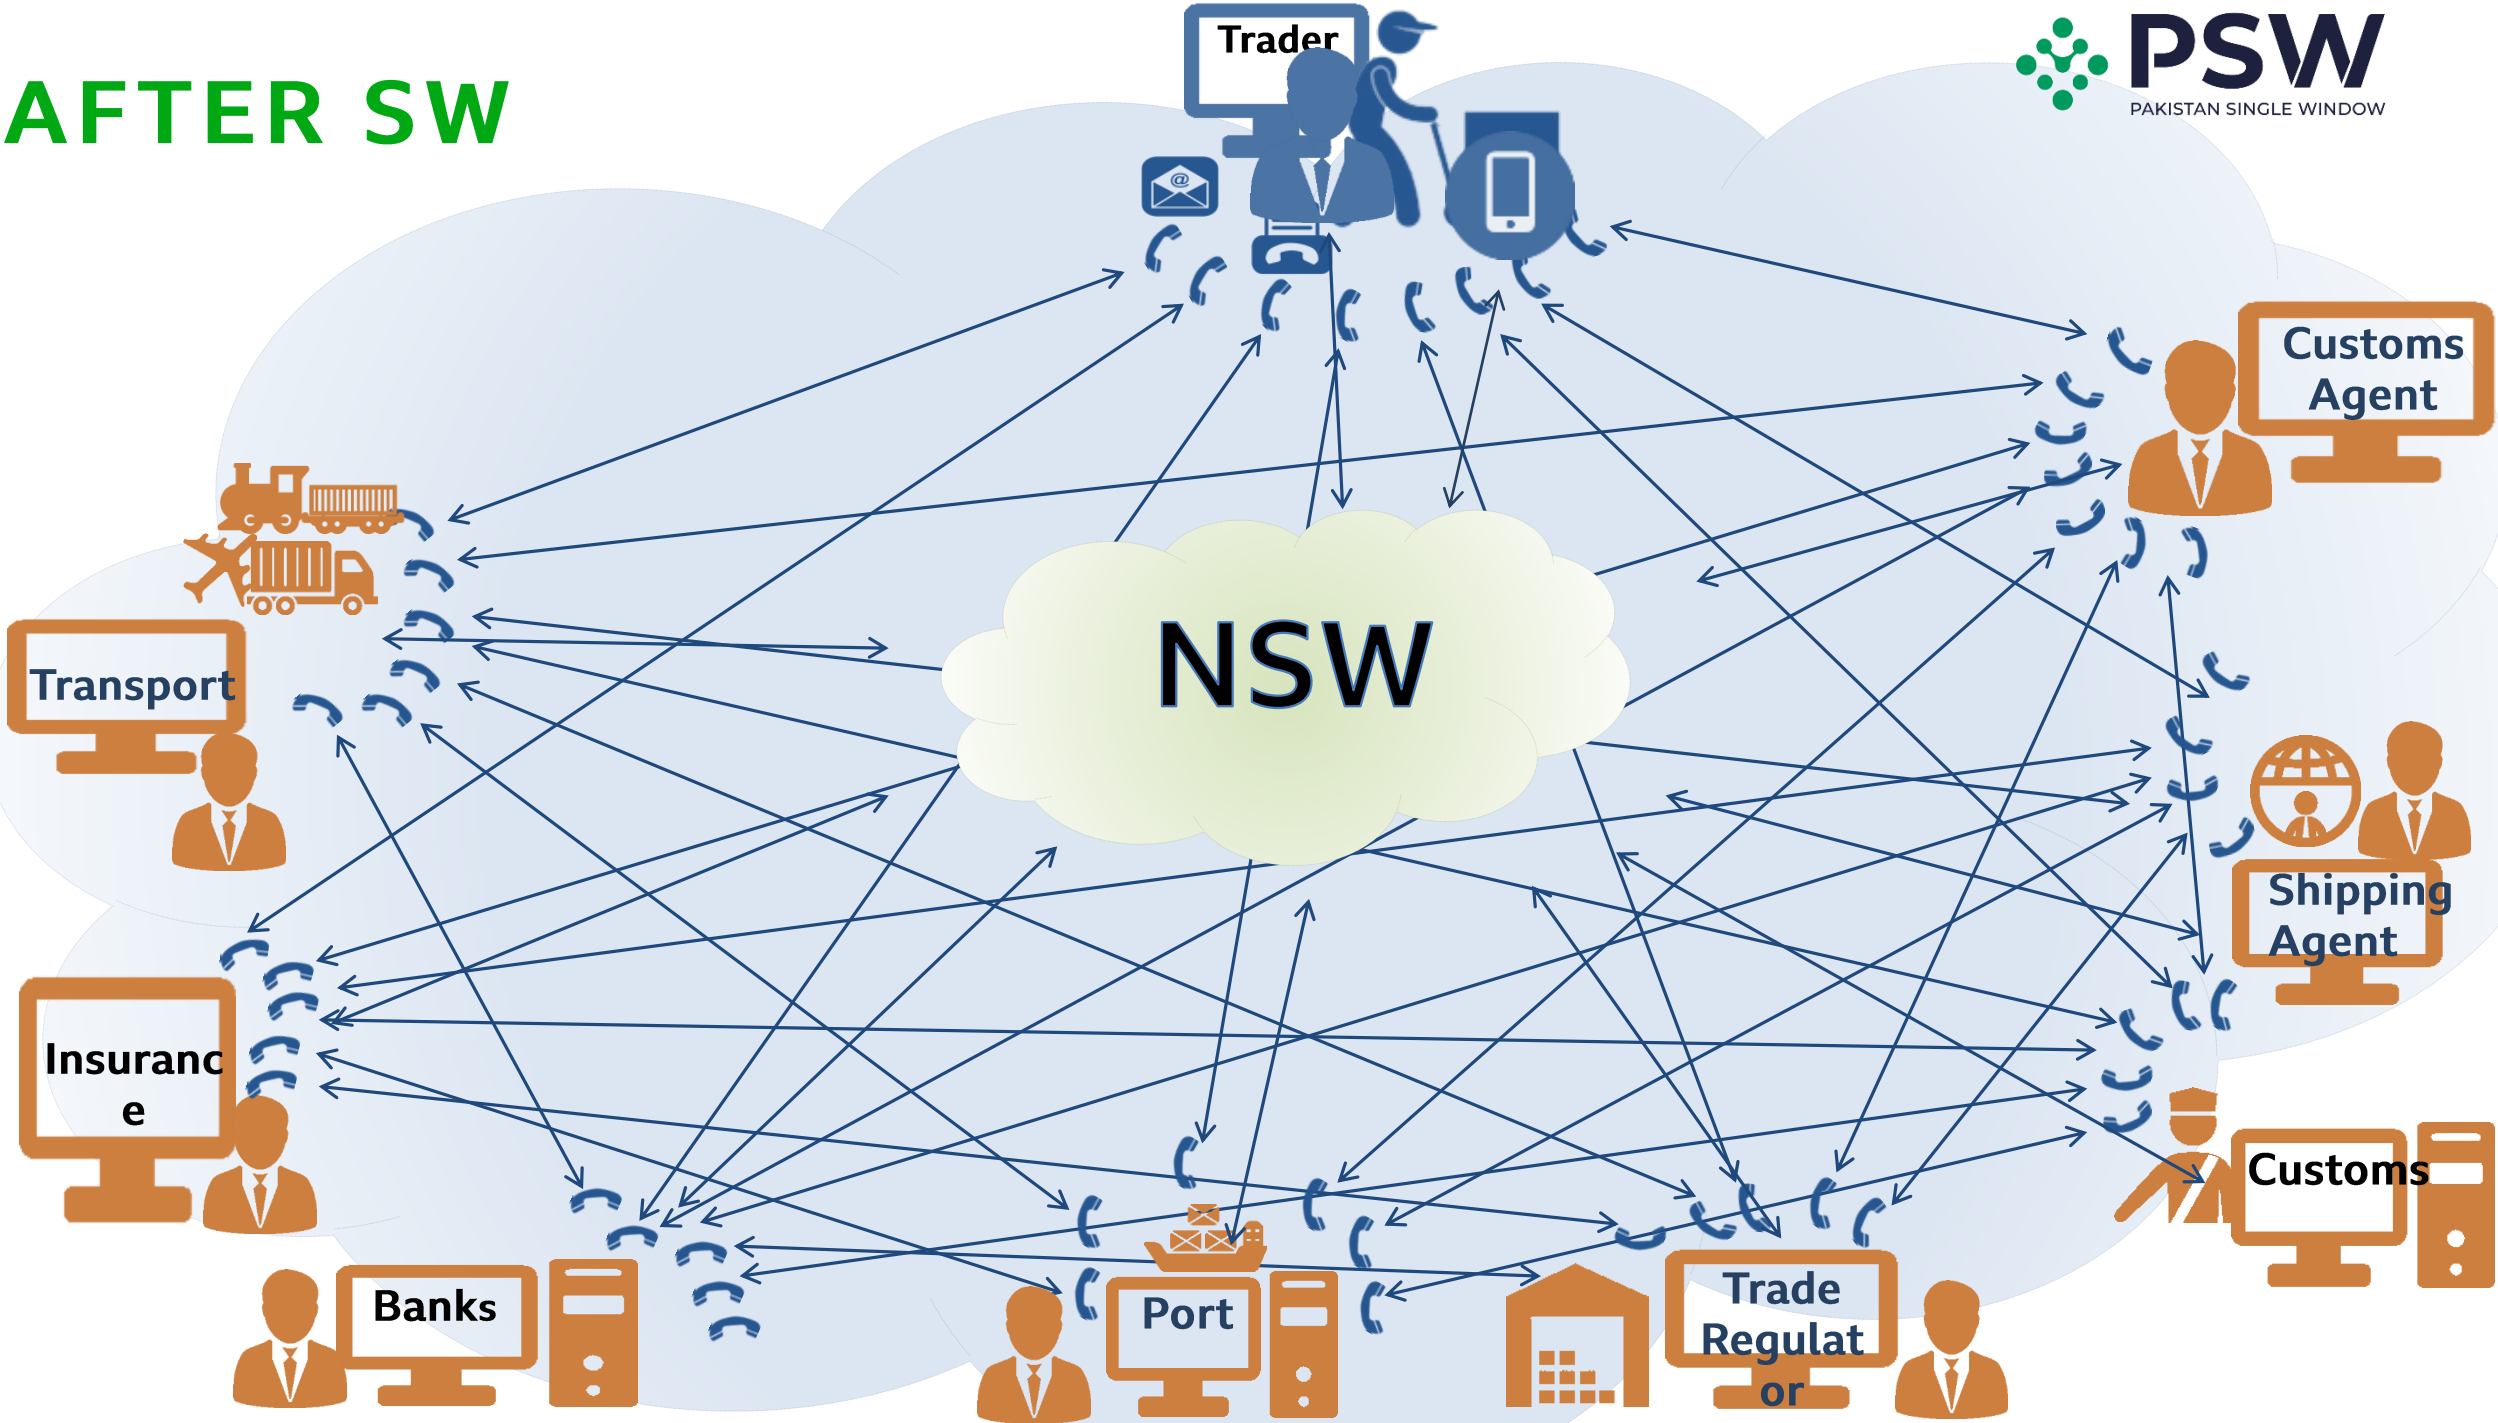 AFTER SW
Trader
PSW
PAKISTAN SINGLE WINDOW
@
Customs
Agent
NSW
Transport
Shipping
Agent
Insuranc
e
Customs
Banks
Port
Trade
Regulat
or